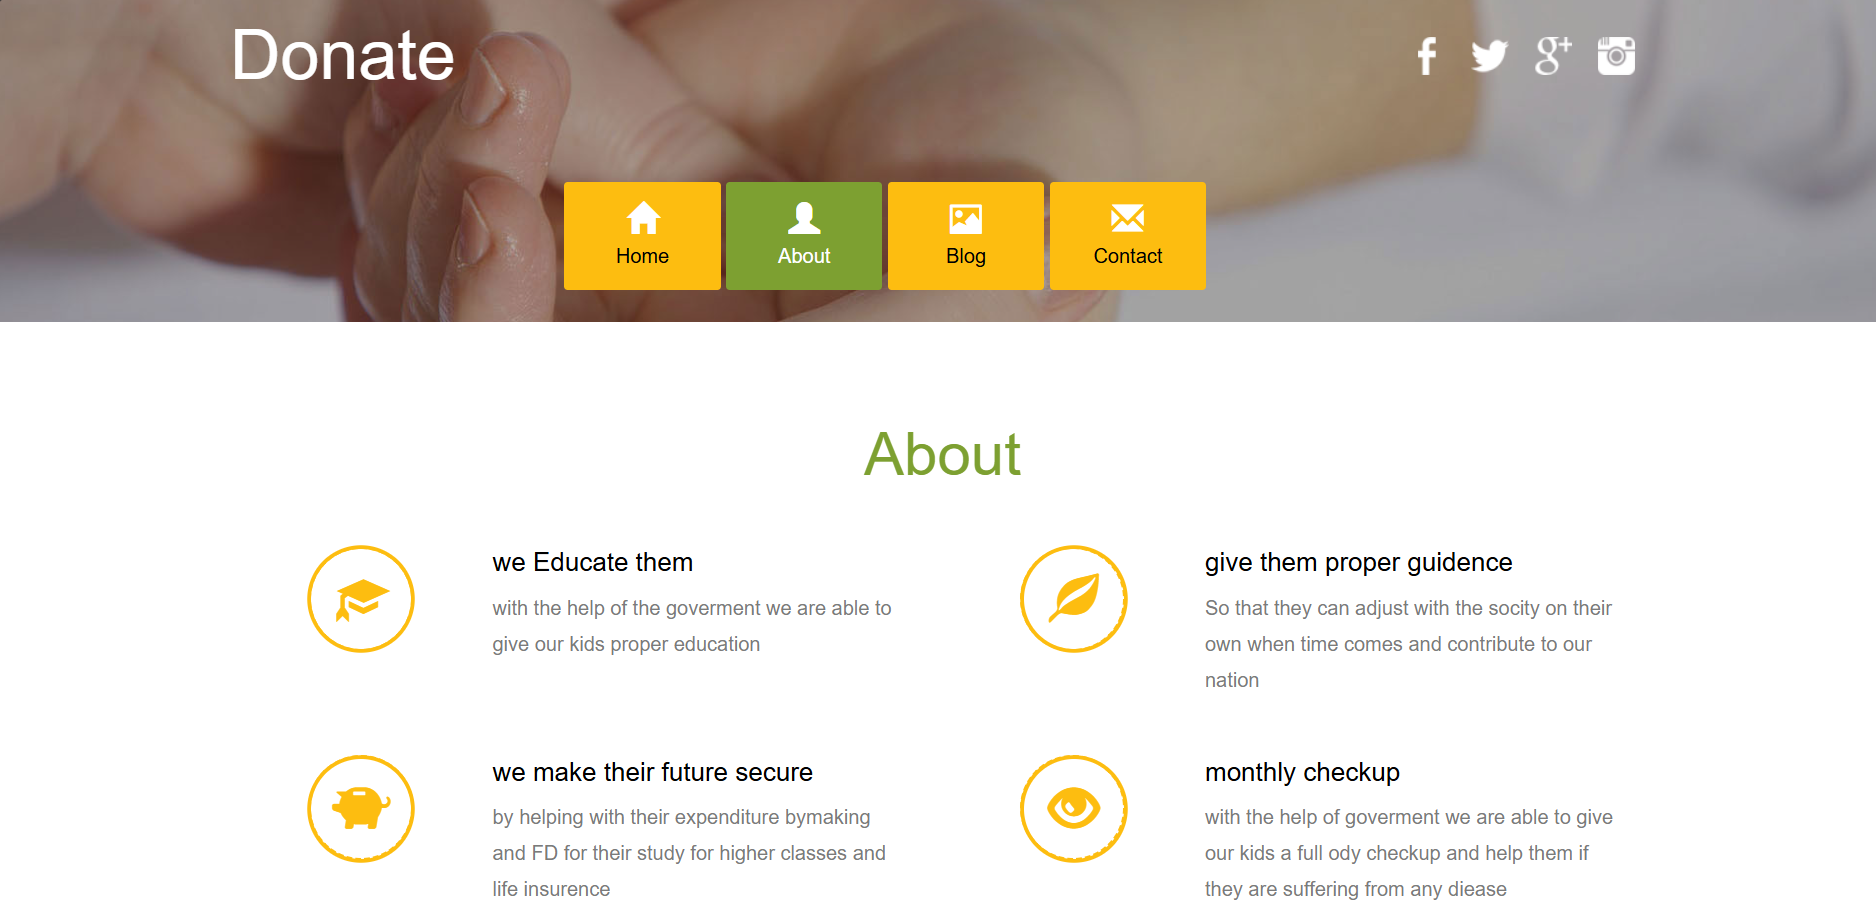 Donate
Home
About
Blog
Contact
About
we Educate them
with the help of the goverment we are able to
give our kids proper education
give them proper guidence
So that they can adjust with the socity on their
own when time comes and contribute to our
nation
we make their future secure
by helping with their expenditure bymaking
and FD for their study for higher classes and
life insurence
monthly checkup
with the help of goverment we are able to give
our kids a full ody checkup and help them if
they are suffering from any diease